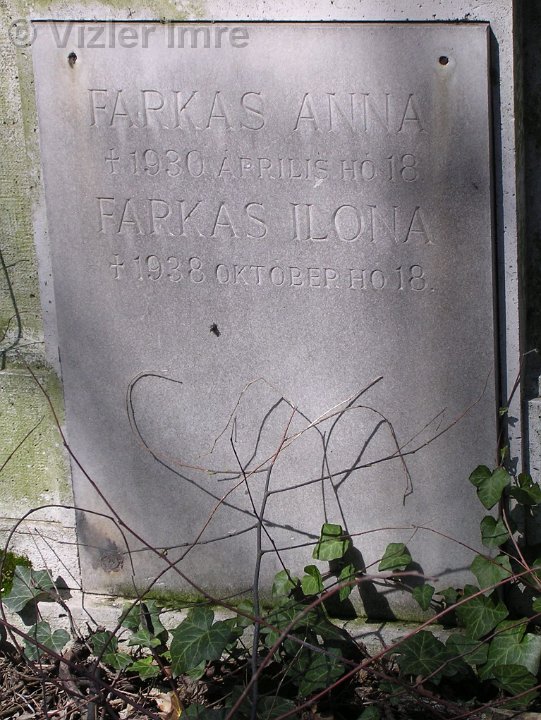 © Vizler Imre
FARKAS ANNA
† 1930 ÁPRILIS HÓ 18
FARKAS ILONA
† 1938 OKTÓBER HÓ 18.